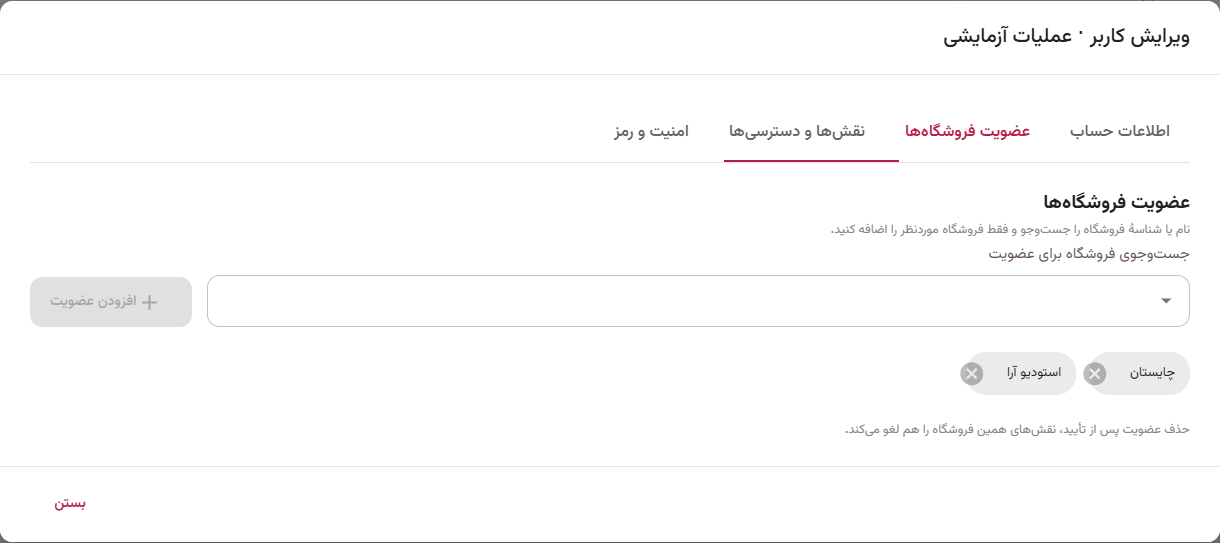 ویرایش کاربر · عملیات آزمایشی
اطلاعات حساب
عضویت فروشگاه‌ها
نقش‌ها و دسترسی‌ها
امنیت و رمز
عضویت فروشگاه‌ها
نام یا شناسهٔ فروشگاه را جست‌وجو و فقط فروشگاه موردنظر را اضافه کنید.
جست‌وجوی فروشگاه برای عضویت
افزودن عضویت
چایستان
استودیو آرا
حذف عضویت پس از تأیید، نقش‌های همین فروشگاه را هم لغو می‌کند.
بستن